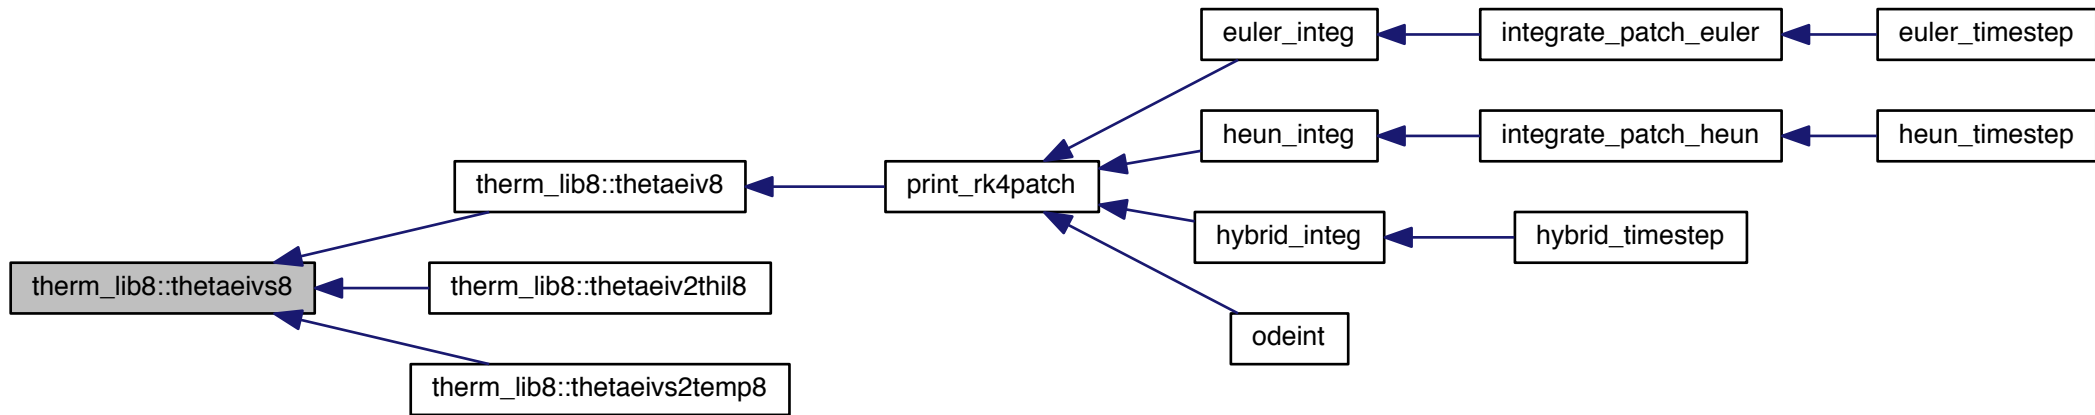 euler_integ
integrate_patch_euler
euler_timestep
heun_integ
integrate_patch_heun
heun_timestep
therm_lib8::thetaeiv8
print_rk4patch
hybrid_integ
hybrid_timestep
therm_lib8::thetaeivs8
therm_lib8::thetaeiv2thil8
odeint
therm_lib8::thetaeivs2temp8